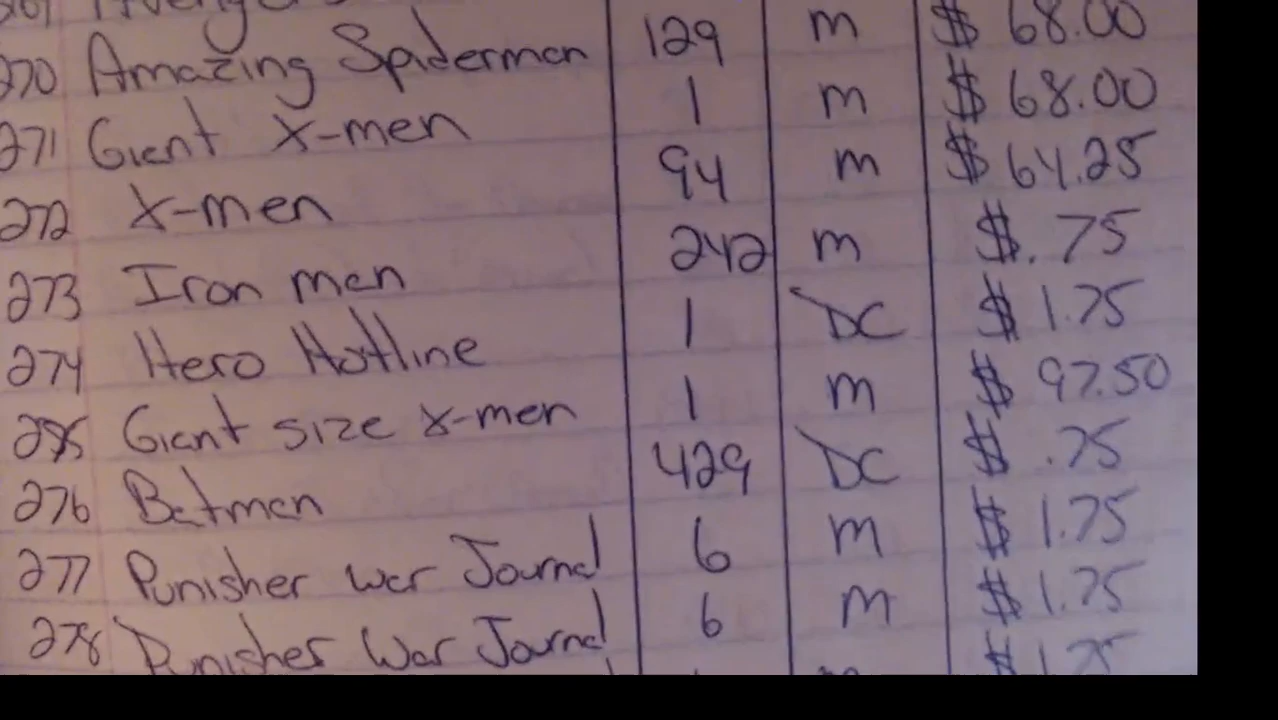 270 Amazing Spiderman 129 m $ 68.00
271 Giant X-men 1 m $ 68.00
272 X-men 94 m $ 64.25
273 Iron man 242 m $.75
274 Hero Hotline 1 DC $ 1.75
275 Giant size x-men 1 m $ 97.50
276 Batman 429 DC $ .75
277 Punisher war Journal 6 m $ 1.75
278 Punisher War Journal 6 m $ 1.75
$ 1.75